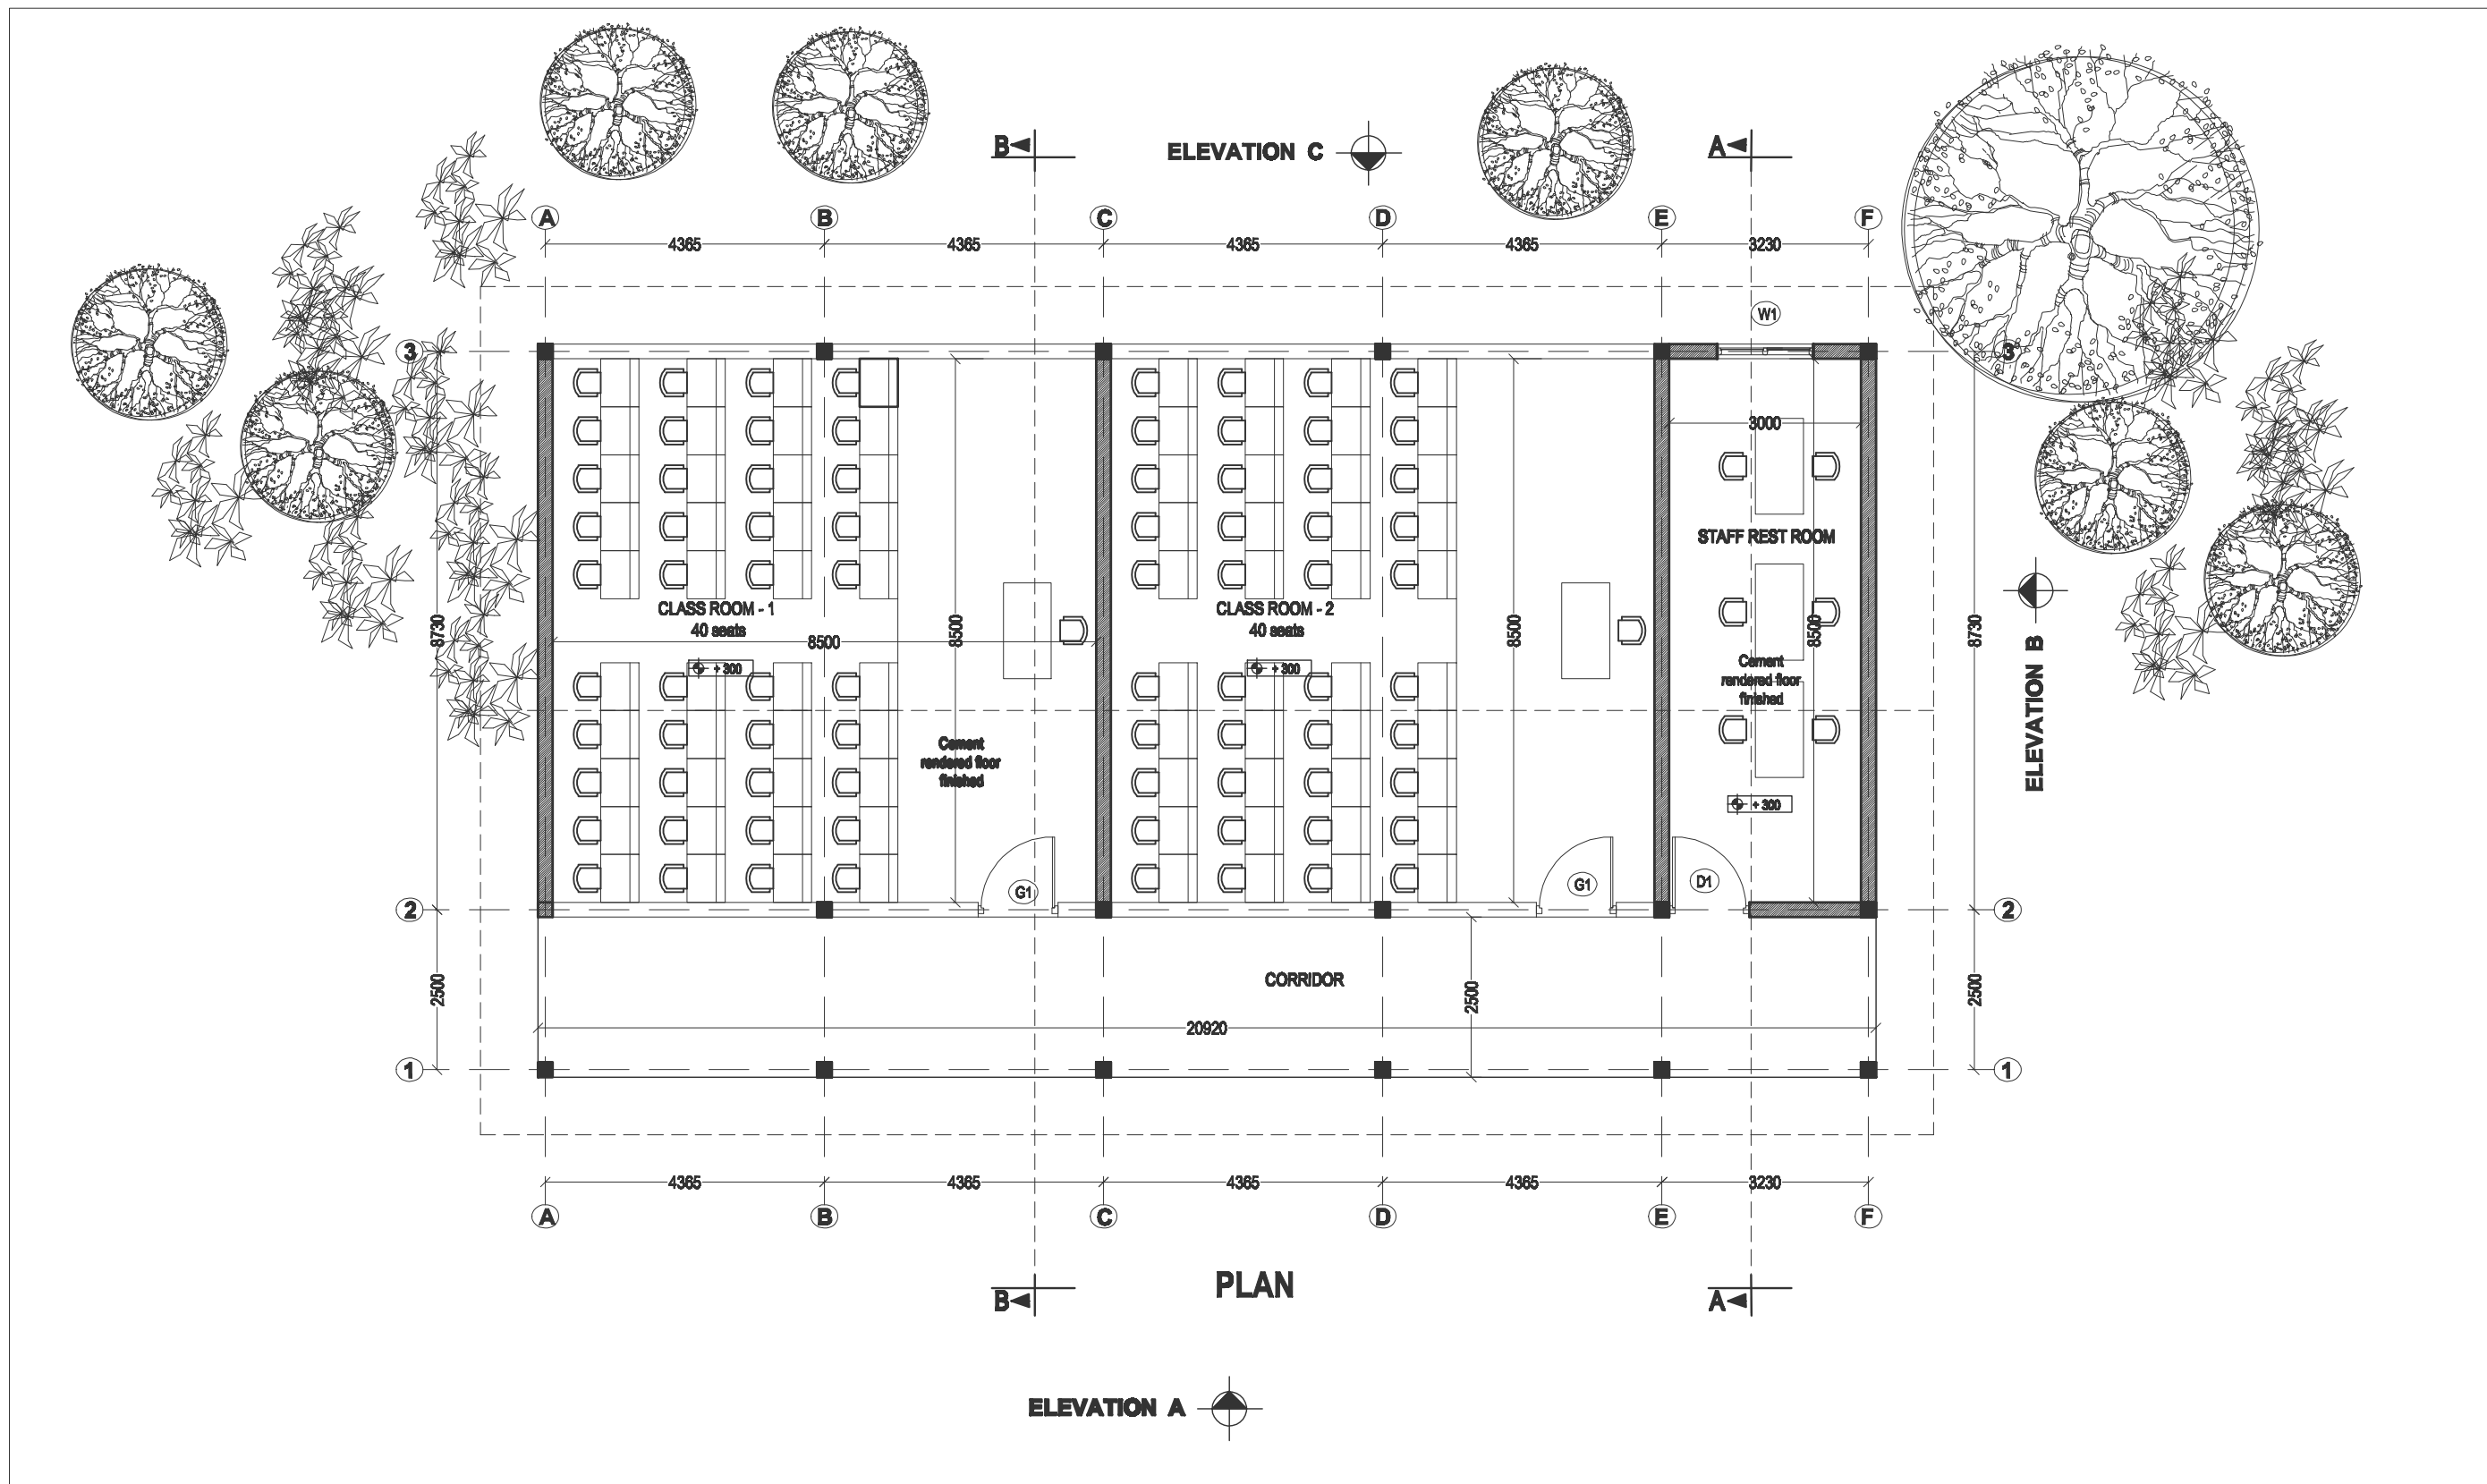 B
ELEVATION C
A
A
B
C
D
E
F
4365
4365
4365
4365
3230
W1
3
3
3000
STAFF REST ROOM
CLASS ROOM - 1
40 seats
CLASS ROOM - 2
40 seats
8730
8500
8500
8500
8500
8730
+ 300
+ 300
Cement
rendered floor
finished
ELEVATION B
Cement
rendered floor
finished
+ 300
G1
G1
D1
2
2
CORRIDOR
2500
2500
2500
20920
1
1
4365
4365
4365
4365
3230
A
B
C
D
E
F
PLAN
B
A
ELEVATION A